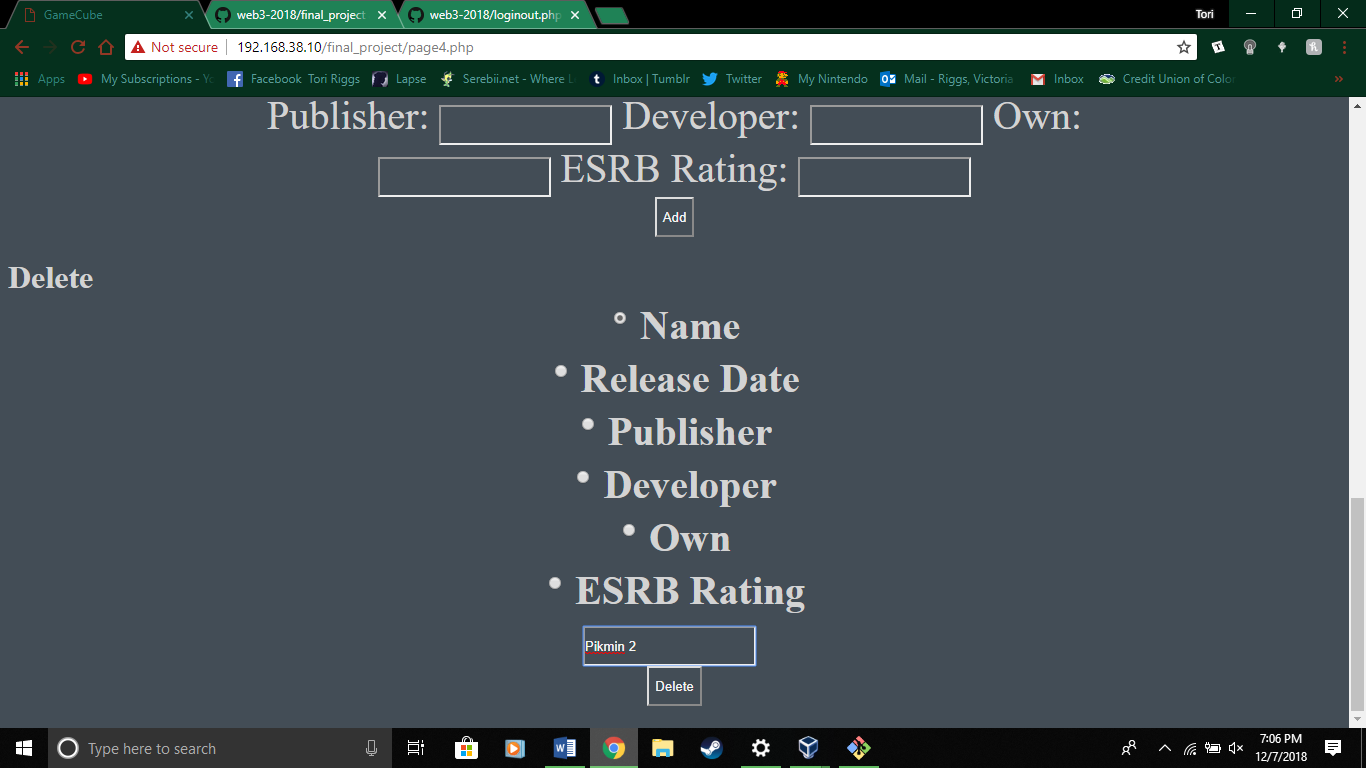 GameCube
web3-2018/final_project
web3-2018/loginout.php
Tori
Not secure
192.168.38.10/final_project/page4.php
Apps
My Subscriptions - Yo
Facebook Tori Riggs
Lapse
Serebii.net - Where L
Inbox | Tumblr
Twitter
My Nintendo
Mail - Riggs, Victoria
Inbox
Credit Union of Color
Publisher: Developer: Own:
ESRB Rating:
Add
Delete
Name
Release Date
Publisher
Developer
Own
ESRB Rating
Pikmin 2
Delete
Type here to search
7:06 PM
12/7/2018